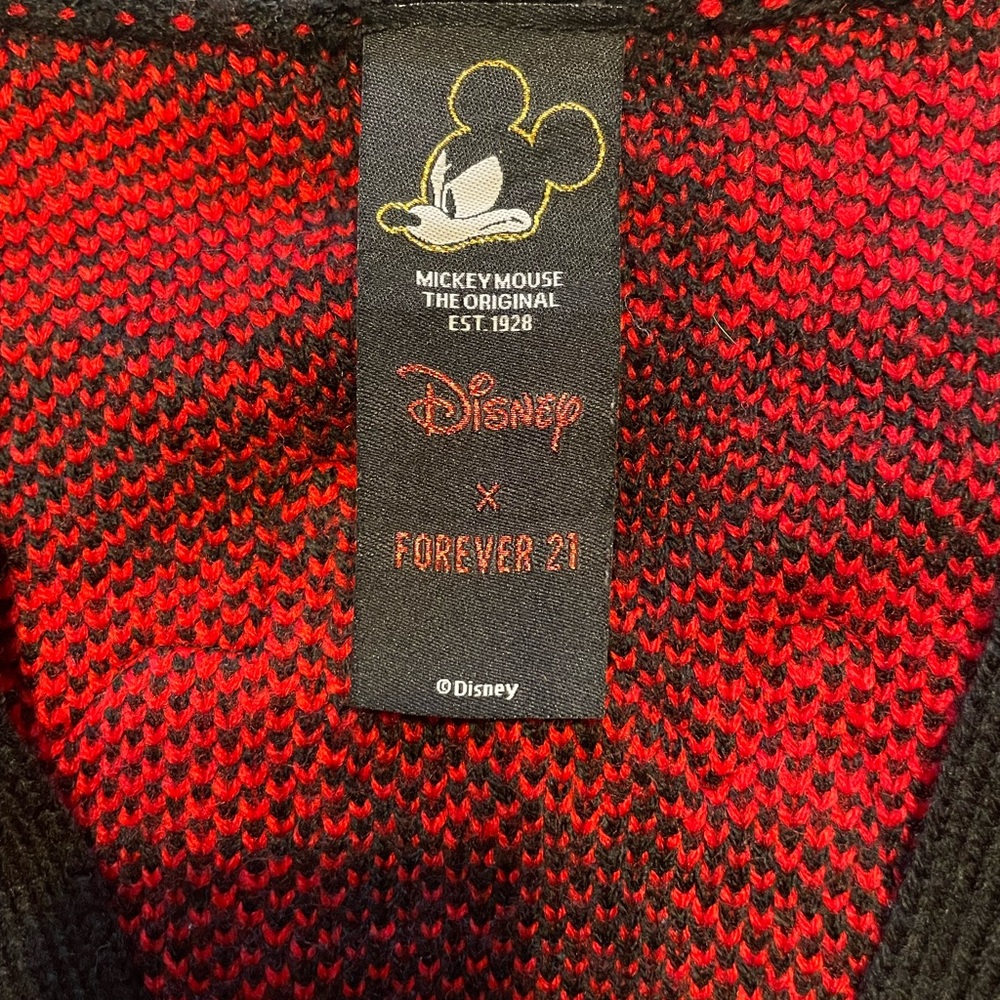 MICKEY MOUSE
THE ORIGINAL
EST. 1928
Disney
×
FOREVER 21
©Disney